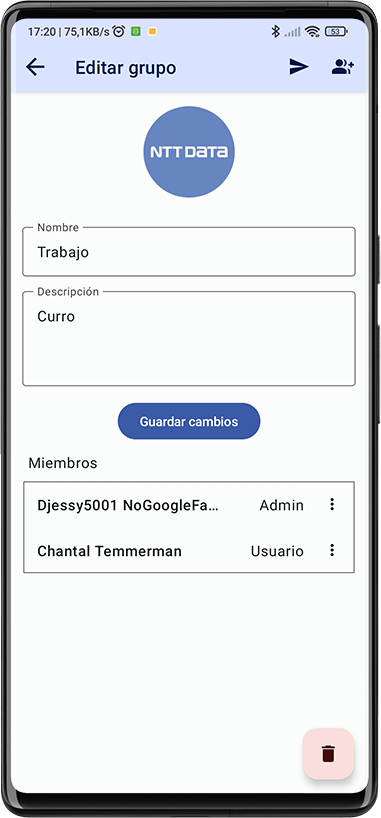 17:20 | 75,1KB/s
53
Editar grupo
NTT DATA
Nombre
Trabajo
Descripción
Curro
Guardar cambios
Miembros
Djessy5001 NoGoogleFa... Admin
Chantal Temmerman Usuario